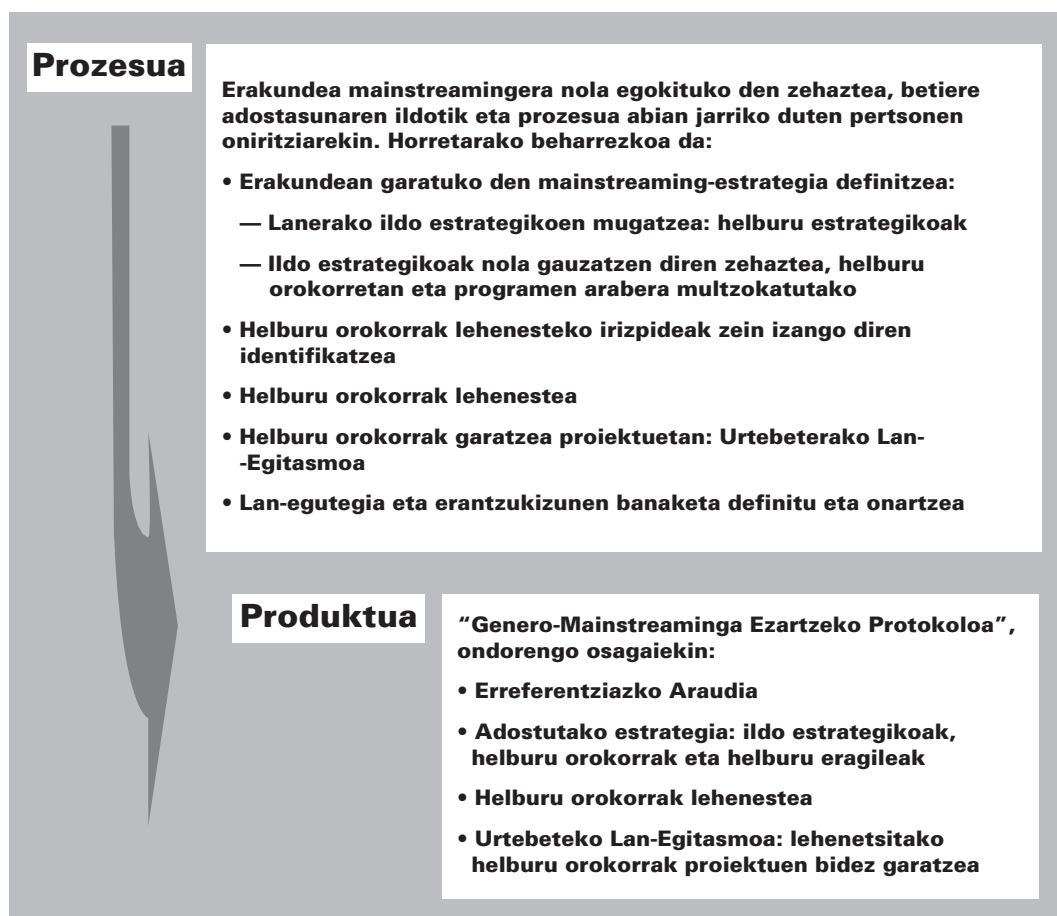 Prozesua
Erakundea mainstreamingera nola egokituko den zehaztea, betiere
adostasunaren ildotik eta prozesua abian jarriko duten pertsonen
oniritziarekin. Horretarako beharrezkoa da:
• Erakundean garatuko den mainstreaming-estrategia definitzea:
— Lanerako ildo estrategikoen mugatzea: helburu estrategikoak
— Ildo estrategikoak nola gauzatzen diren zehaztea, helburu
orokorretan eta programen arabera multzokatutako
• Helburu orokorrak lehenesteko irizpideak zein izango diren
identifikatzea
• Helburu orokorrak lehenestea
• Helburu orokorrak garatzea proiektuetan: Urtebeterako Lan-
-Egitasmoa
• Lan-egutegia eta erantzukizunen banaketa definitu eta onartzea
Produktua
“Genero-Mainstreaminga Ezartzeko Protokoloa”,
ondorengo osagaiekin:
• Erreferentziazko Araudia
• Adostutako estrategia: ildo estrategikoak,
helburu orokorrak eta helburu eragileak
• Helburu orokorrak lehenestea
• Urtebeteko Lan-Egitasmoa: lehenetsitako
helburu orokorrak proiektuen bidez garatzea